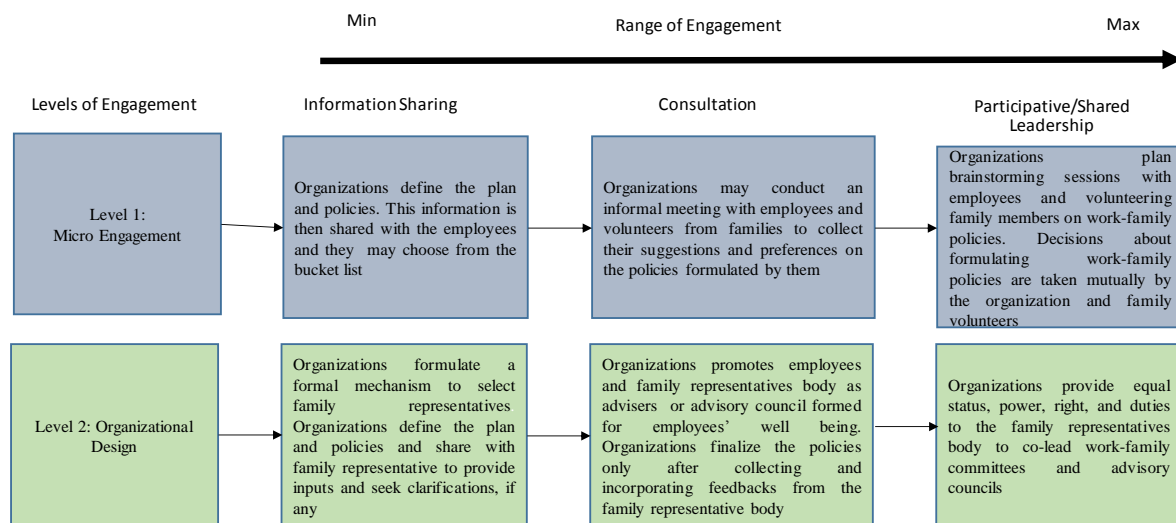 Min
Range of Engagement
Max
Levels of Engagement
Information Sharing
Consultation
Participative/Shared
Leadership
Level 1:
Micro Engagement
Organizations define the plan
and policies. This information is
then shared with the employees
and they may choose from the
bucket list
Organizations may conduct an
informal meeting with employees and
volunteers from families to collect
their suggestions and preferences on
the policies formulated by them
Organizations plan
brainstorming sessions with
employees and volunteering
family members on work-family
policies. Decisions about
formulating work-family
policies are taken mutually by
the organization and family
volunteers
Level 2: Organizational
Design
Organizations formulate a
formal mechanism to select
family representatives.
Organizations define the plan
and policies and share with
family representative to provide
inputs and seek clarifications, if
any
Organizations promotes employees
and family representatives body as
advisers or advisory council formed
for employees' well being.
Organizations finalize the policies
only after collecting and
incorporating feedbacks from the
family representative body
Organizations provide equal
status, power, right, and duties
to the family representatives
body to co-lead work-family
committees and advisory
councils